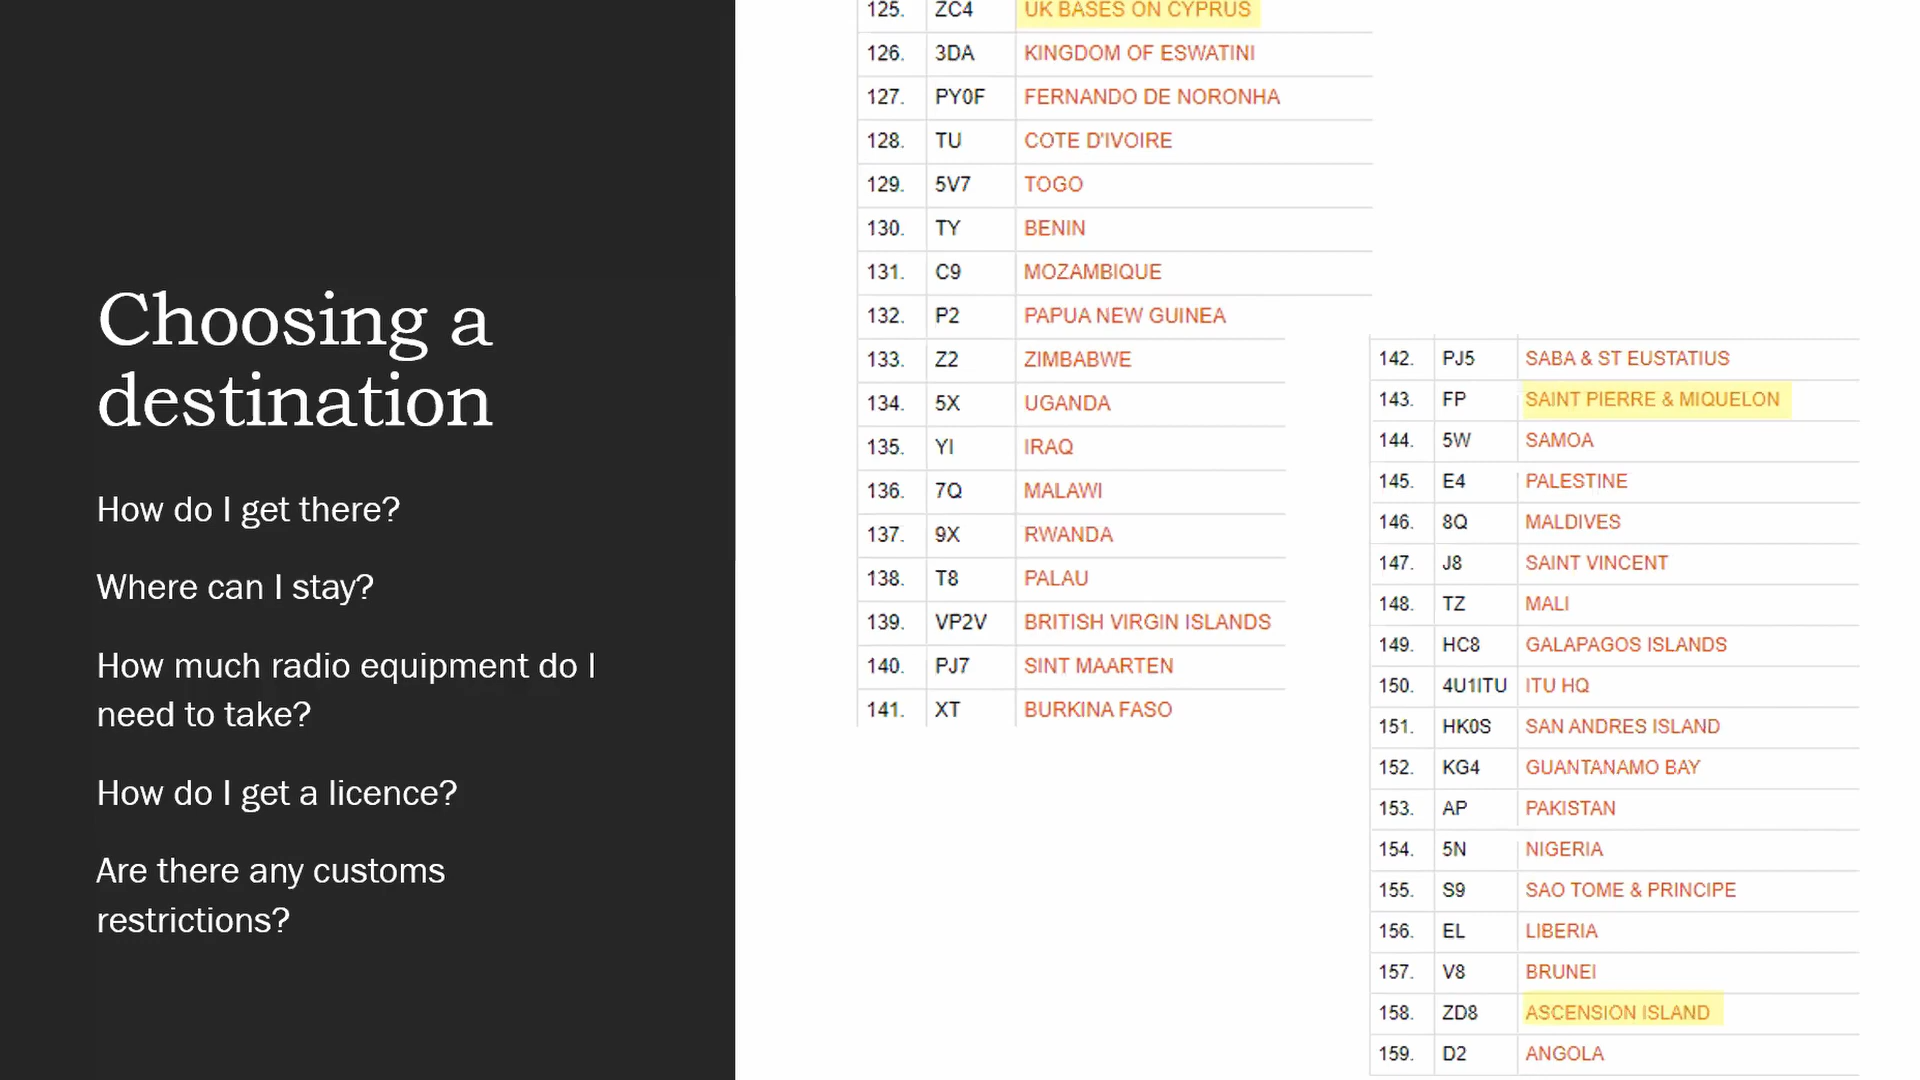 Choosing a
destination
How do I get there?
Where can I stay?
How much radio equipment do I
need to take?
How do I get a licence?
Are there any customs
restrictions?
125. ZC4 UK BASES ON CYPRUS
126. 3DA KINGDOM OF ESWATINI
127. PY0F FERNANDO DE NORONHA
128. TU COTE D'IVOIRE
129. 5V7 TOGO
130. TY BENIN
131. C9 MOZAMBIQUE
132. P2 PAPUA NEW GUINEA
133. Z2 ZIMBABWE
134. 5X UGANDA
135. YI IRAQ
136. 7Q MALAWI
137. 9X RWANDA
138. T8 PALAU
139. VP2V BRITISH VIRGIN ISLANDS
140. PJ7 SINT MAARTEN
141. XT BURKINA FASO
142. PJ5 SABA & ST EUSTATIUS
143. FP SAINT PIERRE & MIQUELON
144. 5W SAMOA
145. E4 PALESTINE
146. 8Q MALDIVES
147. J8 SAINT VINCENT
148. TZ MALI
149. HC8 GALAPAGOS ISLANDS
150. 4U1ITU ITU HQ
151. HK0S SAN ANDRES ISLAND
152. KG4 GUANTANAMO BAY
153. AP PAKISTAN
154. 5N NIGERIA
155. S9 SAO TOME & PRINCIPE
156. EL LIBERIA
157. V8 BRUNEI
158. ZD8 ASCENSION ISLAND
159. D2 ANGOLA